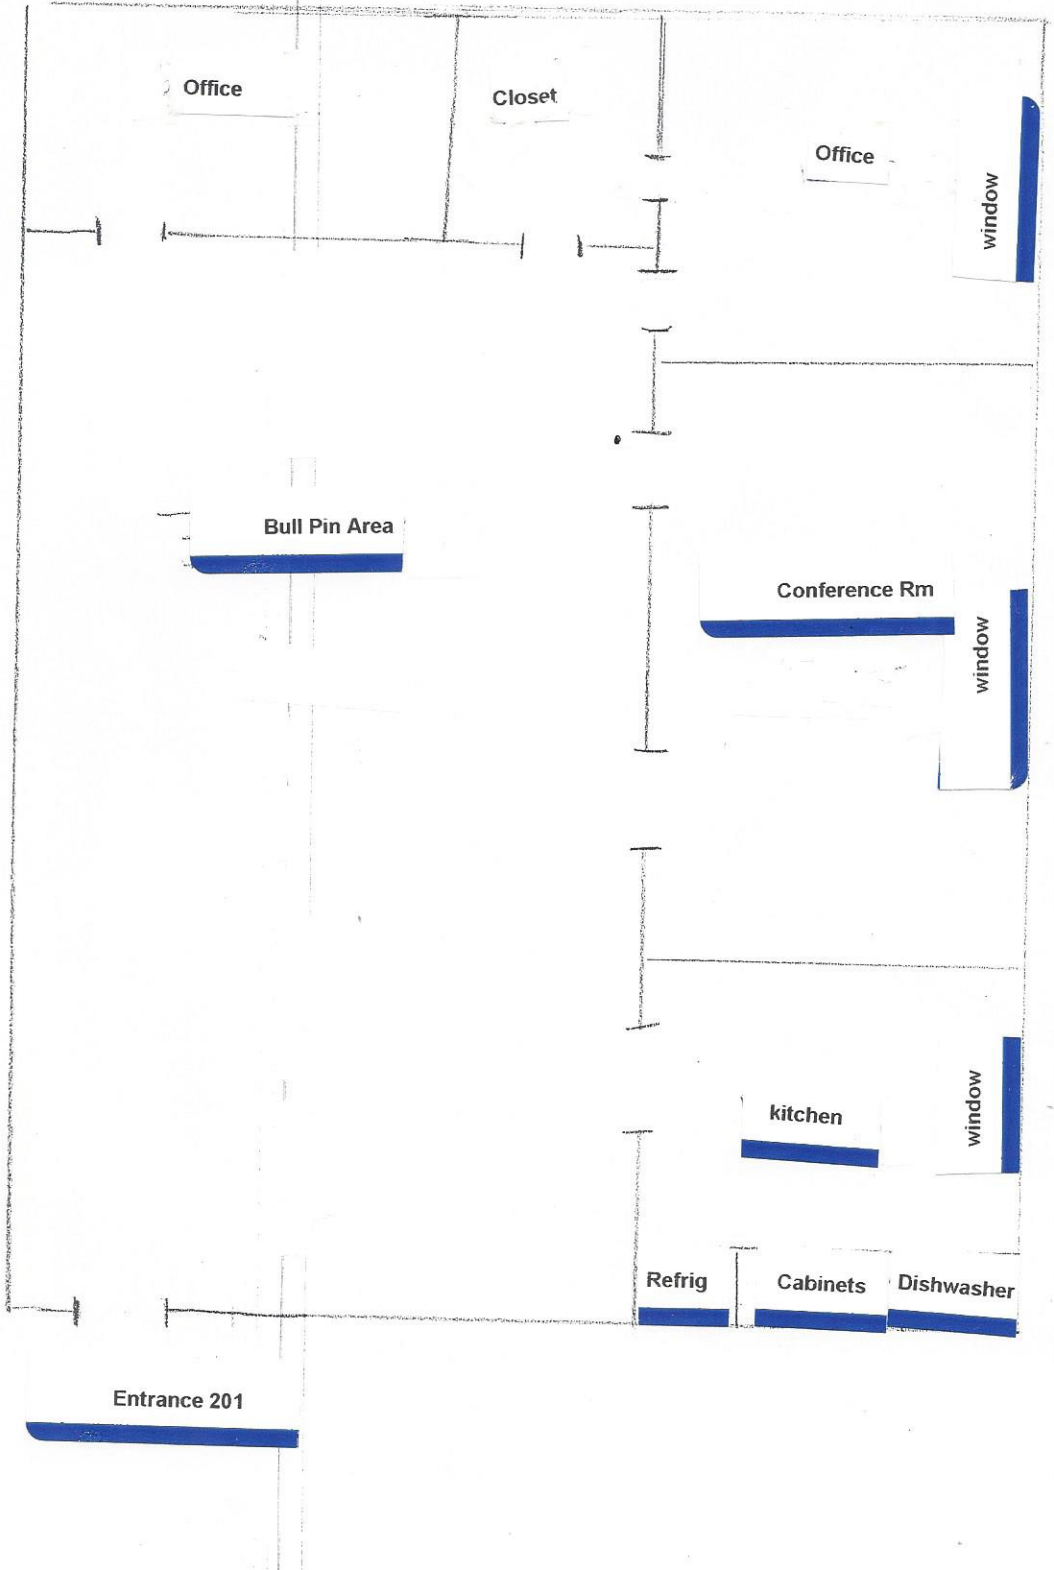 Office
Closet
Office
window
Bull Pin Area
Conference Rm
window
kitchen
window
Refrig
Cabinets
Dishwasher
Entrance 201